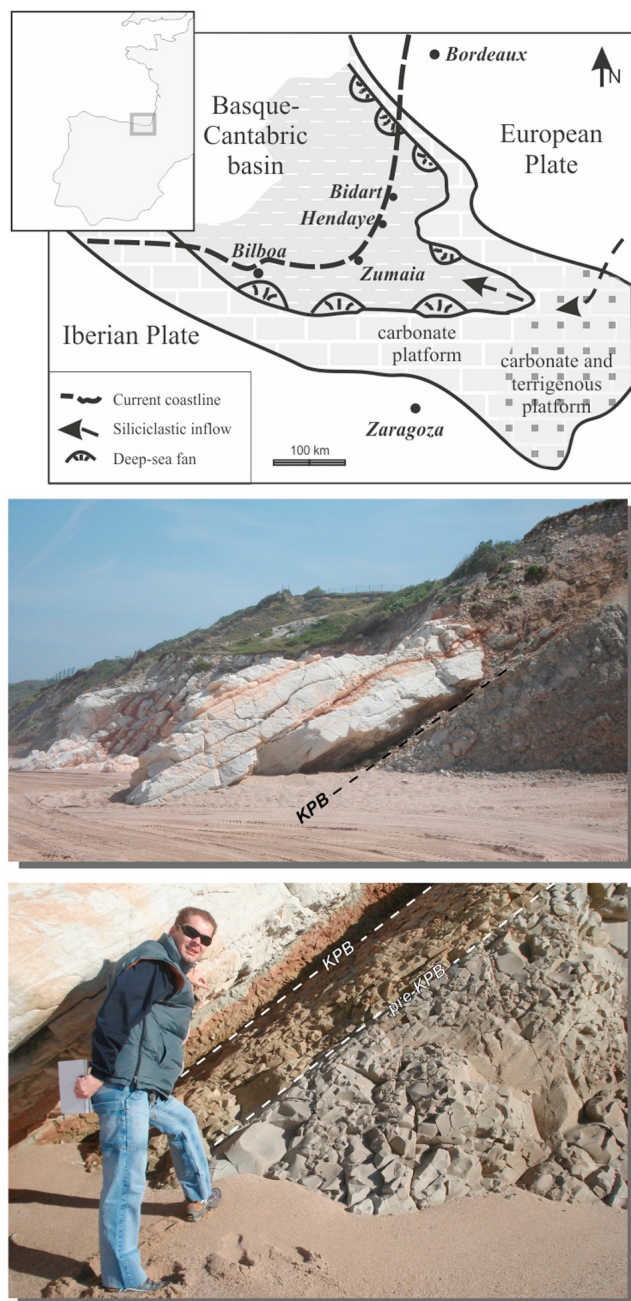 Bordeaux
N
Basque-
Cantabric
basin
European
Plate
Bidart
Hendaye
Bilboa
Zumaia
Iberian Plate
carbonate
platform
carbonate and
terrigenous
platform
Zaragoza
Current coastline
Siliciclastic inflow
Deep-sea fan
100 km
KPB
KPB
pre-KPB